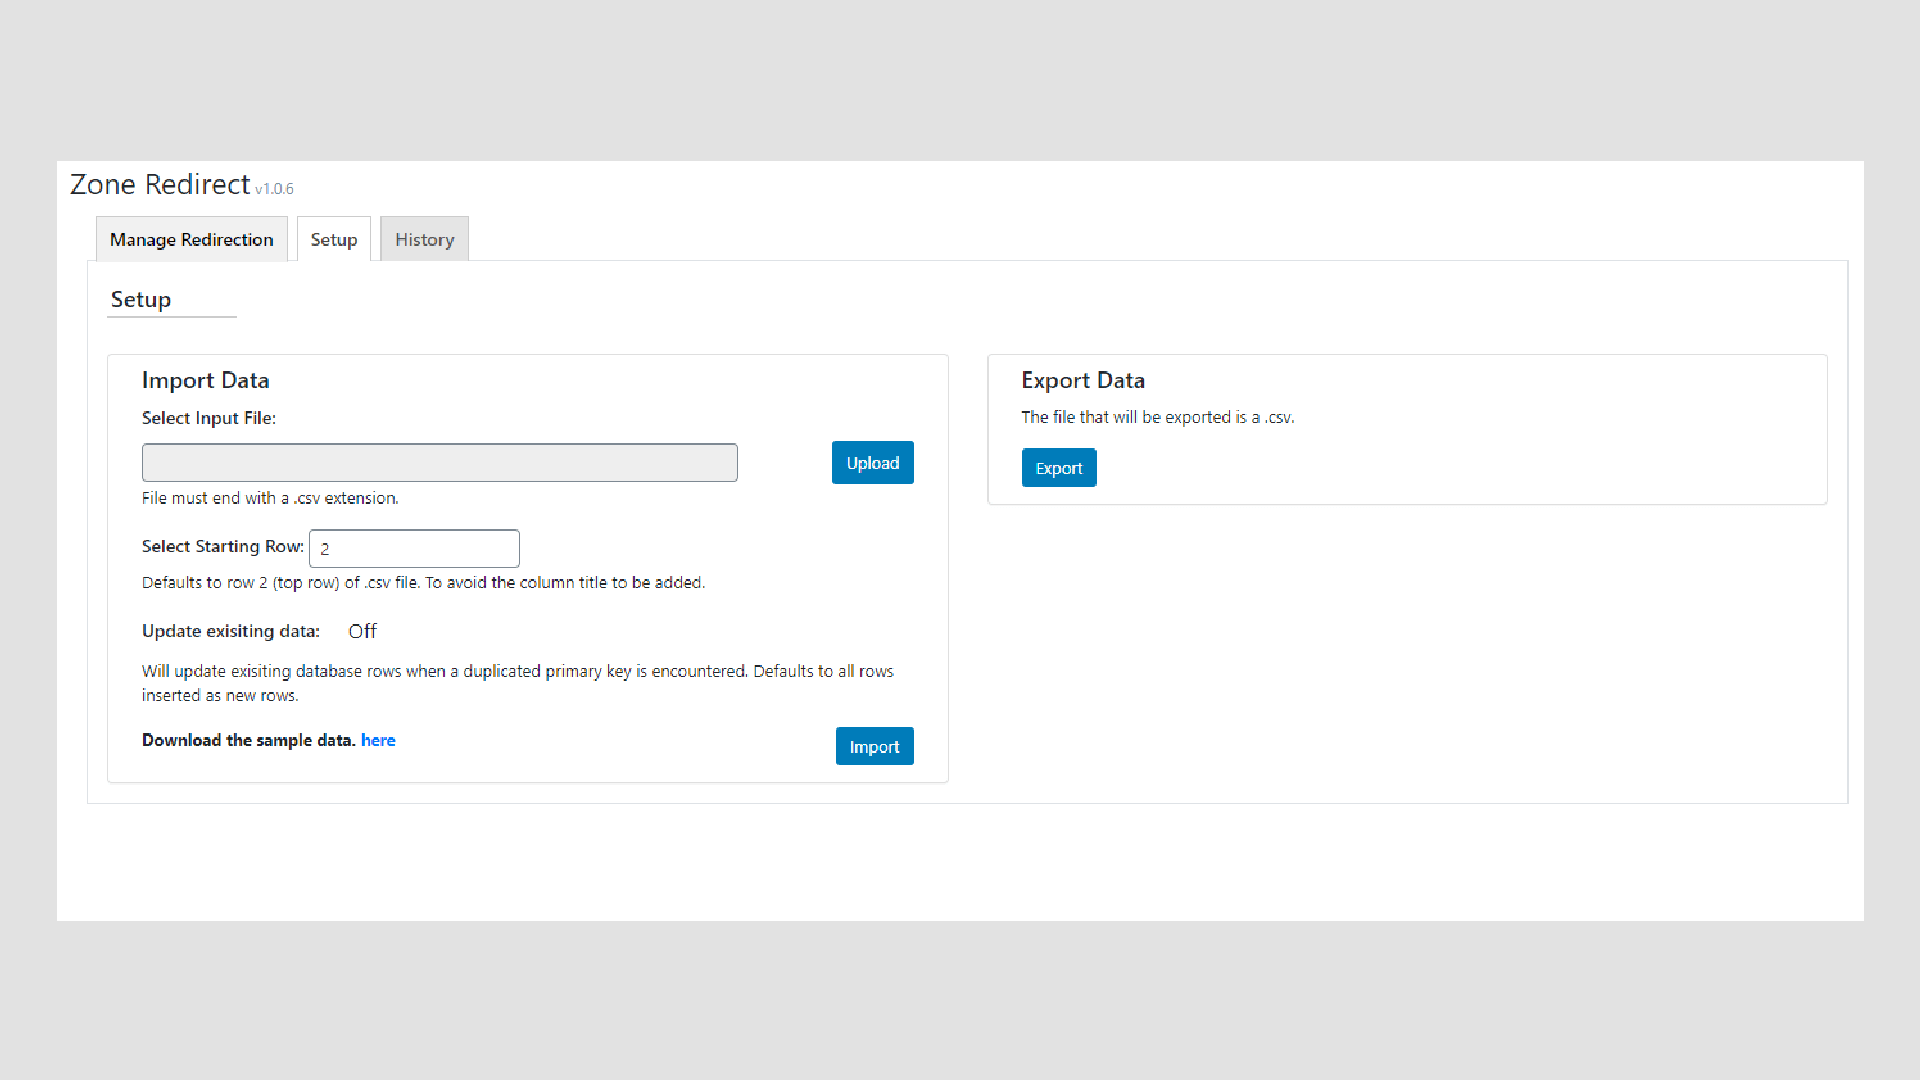 Zone Redirect v1.0.6
Manage Redirection Setup History
Setup
Import Data
Select Input File:
Upload
File must end with a .csv extension.
Select Starting Row: 2
Defaults to row 2 (top row) of .csv file. To avoid the column title to be added.
Update exisiting data: Off
Will update exisiting database rows when a duplicated primary key is encountered. Defaults to all rows
inserted as new rows.
Download the sample data. here
Import
Export Data
The file that will be exported is a .csv.
Export